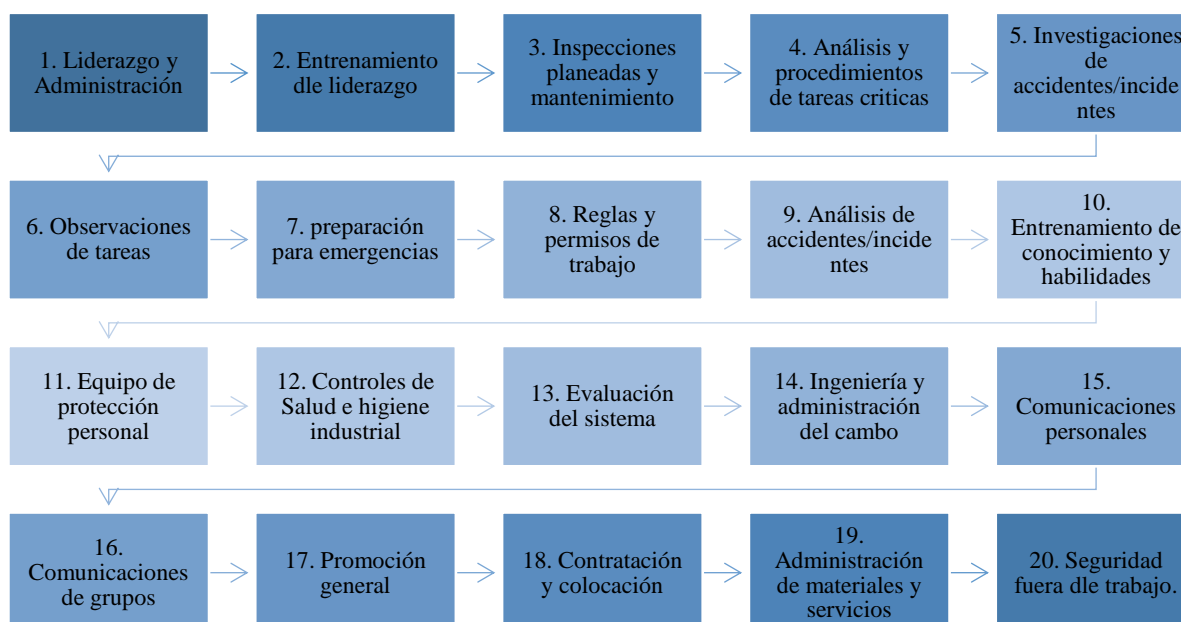 1. Liderazgo y
Administración
2. Entrenamiento
dle liderazgo
3. Inspecciones
planeadas y
mantenimiento
4. Análisis y
procedimientos
de tareas criticas
5. Investigaciones
de
accidentes/incide
ntes
6. Observaciones
de tareas
7. preparación
para emergencias
8. Reglas y
permisos de
trabajo
9. Análisis de
accidentes/incide
ntes
10.
Entrenamiento de
conocimiento y
habilidades
11. Equipo de
protección
personal
12. Controles de
Salud e higiene
industrial
13. Evaluación
del sistema
14. Ingeniería y
administración
del cambo
15.
Comunicaciones
personales
16.
Comunicaciones
de grupos
17. Promoción
general
18. Contratación
y colocación
19.
Administración
de materiales y
servicios
20. Seguridad
fuera dle trabajo.